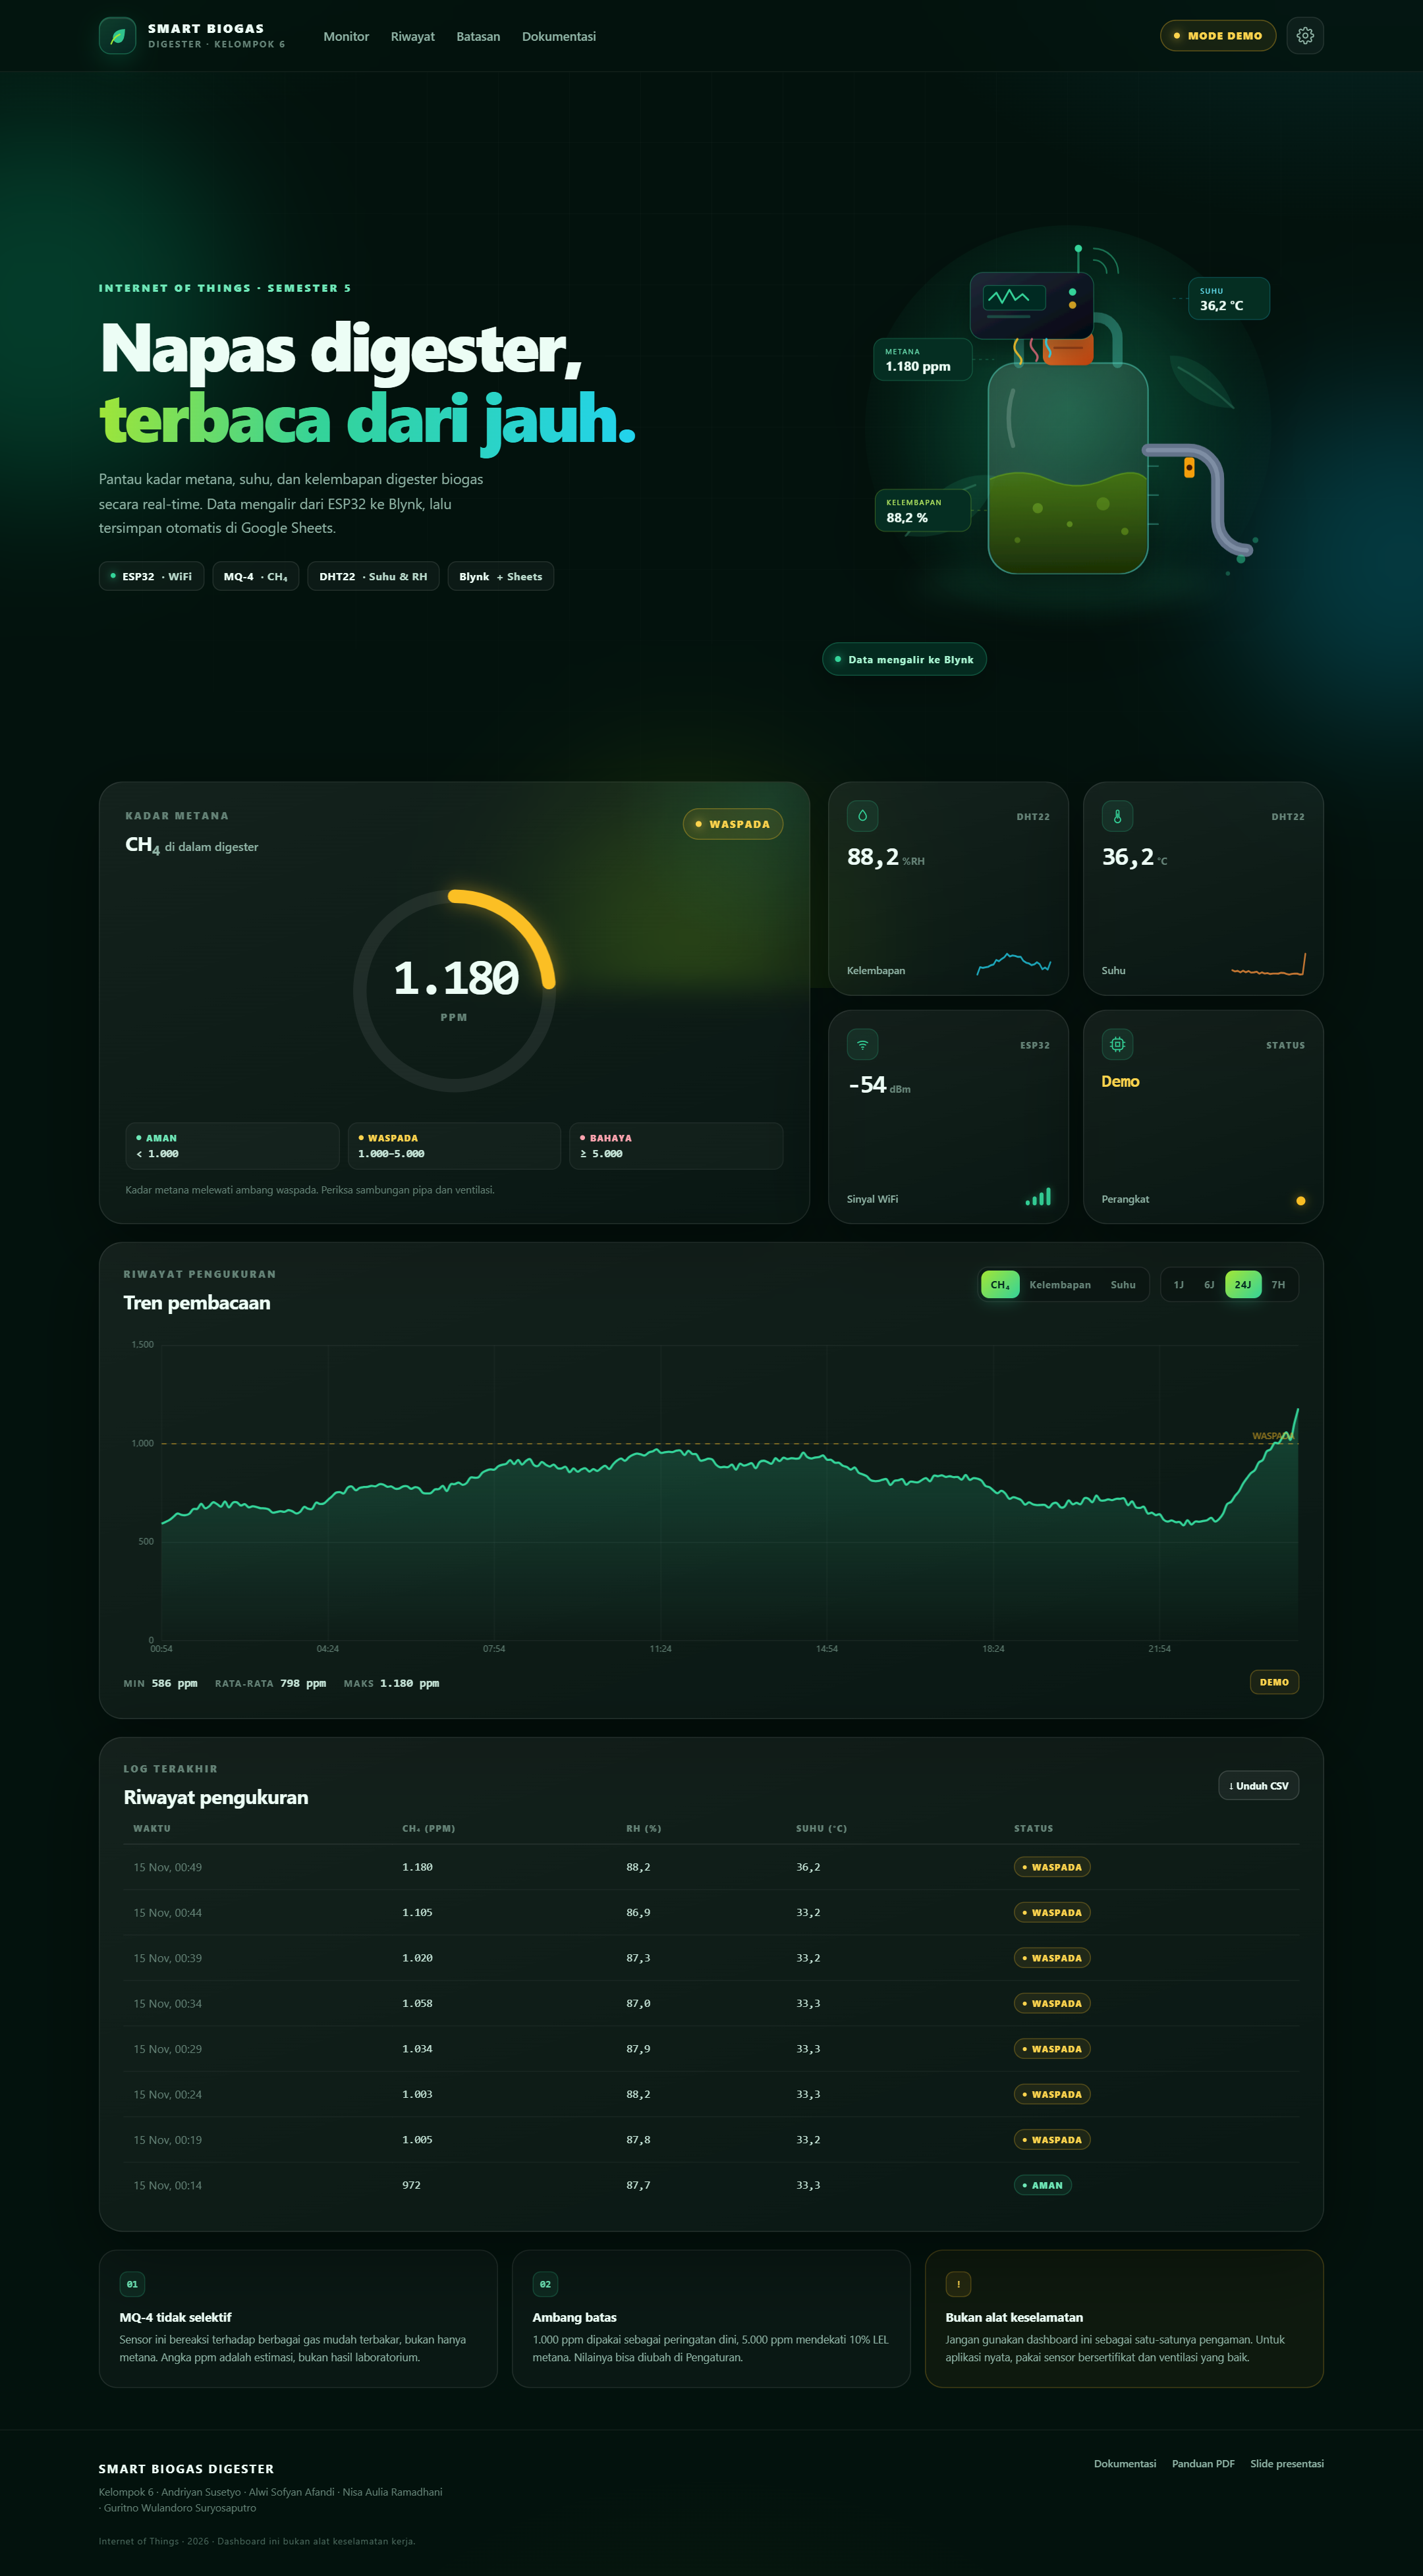 SMART BIOGAS
DIGESTER · KELOMPOK 6
Monitor
Riwayat
Batasan
Dokumentasi
MODE DEMO
INTERNET OF THINGS · SEMESTER 5
Napas digester,
terbaca dari jauh.
Pantau kadar metana, suhu, dan kelembapan digester biogas
secara real-time. Data mengalir dari ESP32 ke Blynk, lalu
tersimpan otomatis di Google Sheets.
ESP32 · WiFi
MQ-4 · CH₄
DHT22 · Suhu & RH
Blynk + Sheets
SUHU
36,2 °C
METANA
1.180 ppm
KELEMBAPAN
88,2 %
Data mengalir ke Blynk
KADAR METANA
CH₄ di dalam digester
WASPADA
1.180
PPM
AMAN
< 1.000
WASPADA
1.000–5.000
BAHAYA
≥ 5.000
Kadar metana melewati ambang waspada. Periksa sambungan pipa dan ventilasi.
DHT22
88,2 %RH
Kelembapan
DHT22
36,2 °C
Suhu
ESP32
-54 dBm
Sinyal WiFi
STATUS
Demo
Perangkat
RIWAYAT PENGUKURAN
Tren pembacaan
CH₄
Kelembapan
Suhu
1J
6J
24J
7H
1,500
1,000
500
0
WASPADA
00:54
04:24
07:54
11:24
14:54
18:24
21:54
MIN 586 ppm
RATA-RATA 798 ppm
MAKS 1.180 ppm
DEMO
LOG TERAKHIR
Riwayat pengukuran
↓ Unduh CSV
WAKTU CH₄ (PPM) RH (%) SUHU (°C) STATUS
15 Nov, 00:49 1.180 88,2 36,2 WASPADA
15 Nov, 00:44 1.105 86,9 33,2 WASPADA
15 Nov, 00:39 1.020 87,3 33,2 WASPADA
15 Nov, 00:34 1.058 87,0 33,3 WASPADA
15 Nov, 00:29 1.034 87,9 33,3 WASPADA
15 Nov, 00:24 1.003 88,2 33,3 WASPADA
15 Nov, 00:19 1.005 87,8 33,2 WASPADA
15 Nov, 00:14 972 87,7 33,3 AMAN
01
MQ-4 tidak selektif
Sensor ini bereaksi terhadap berbagai gas mudah terbakar, bukan hanya
metana. Angka ppm adalah estimasi, bukan hasil laboratorium.
02
Ambang batas
1.000 ppm dipakai sebagai peringatan dini, 5.000 ppm mendekati 10% LEL
metana. Nilainya bisa diubah di Pengaturan.
!
Bukan alat keselamatan
Jangan gunakan dashboard ini sebagai satu-satunya pengaman. Untuk
aplikasi nyata, pakai sensor bersertifikat dan ventilasi yang baik.
SMART BIOGAS DIGESTER
Kelompok 6 · Andriyan Susetyo · Alwi Sofyan Afandi · Nisa Aulia Ramadhani
· Guritno Wulandoro Suryosaputro
Internet of Things · 2026 · Dashboard ini bukan alat keselamatan kerja.
Dokumentasi
Panduan PDF
Slide presentasi